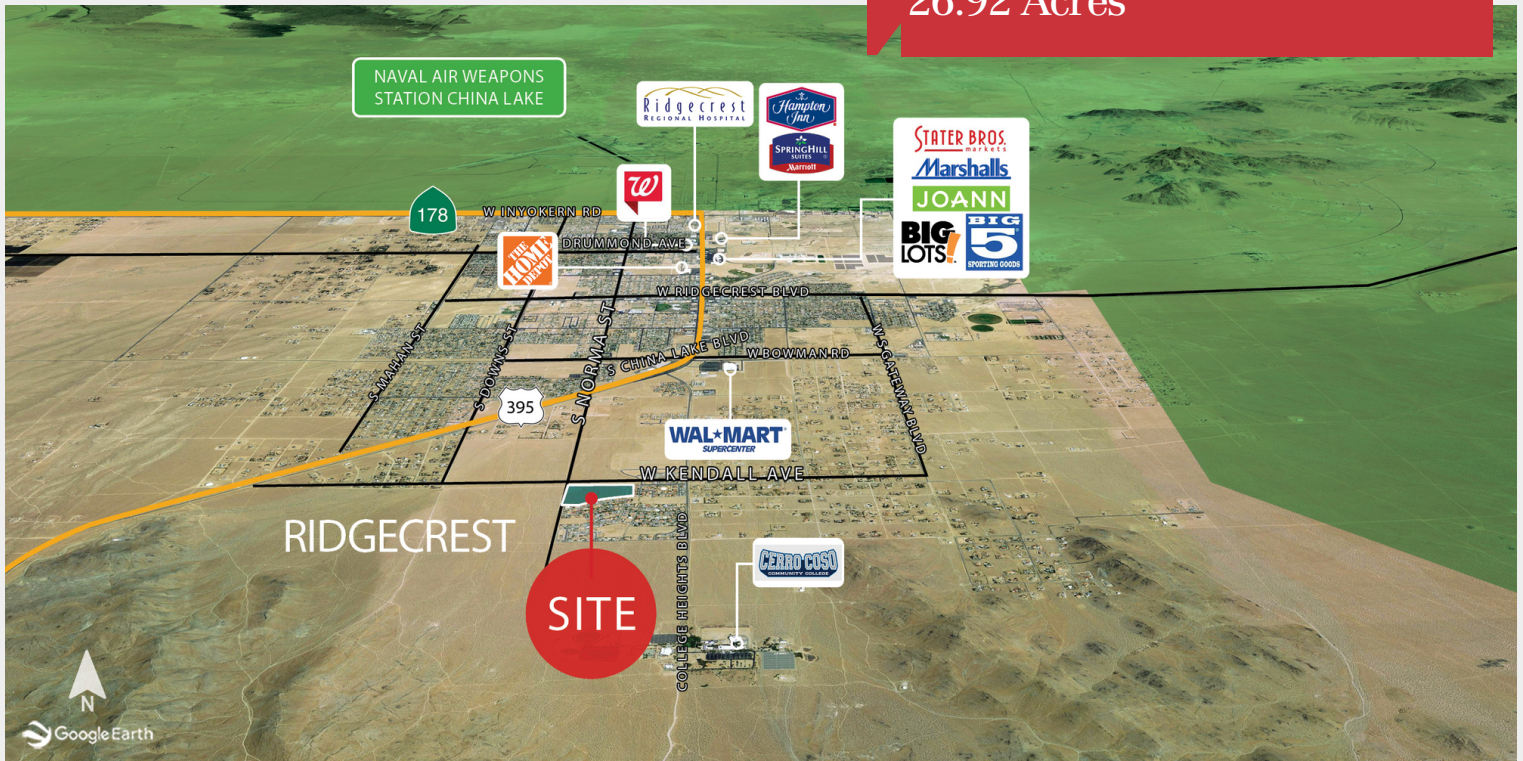 26.92 Acres
NAVAL AIR WEAPONS
STATION CHINA LAKE
Ridgecrest
REGIONAL HOSPITAL
Hampton
Inn
SPRINGHILL
SUITES
Marriott
STATER BROS.
markets
Marshalls
JOANN
BIG
LOTS!
BIG
5
SPORTING GOODS
W
178
W INYOKERN RD
DRUMMOND AVE
THE
HOME
DEPOT
W RIDGECREST BLVD
S MAHAN ST
S DOWNS ST
S NORMA ST
S CHINA LAKE BLVD
W BOWMAN RD
W S GATEWAY BLVD
395
WAL★MART
SUPERCENTER
W KENDALL AVE
RIDGECREST
SITE
COLLEGE HEIGHTS BLVD
CERRO COSO
COMMUNITY COLLEGE
N
Google Earth